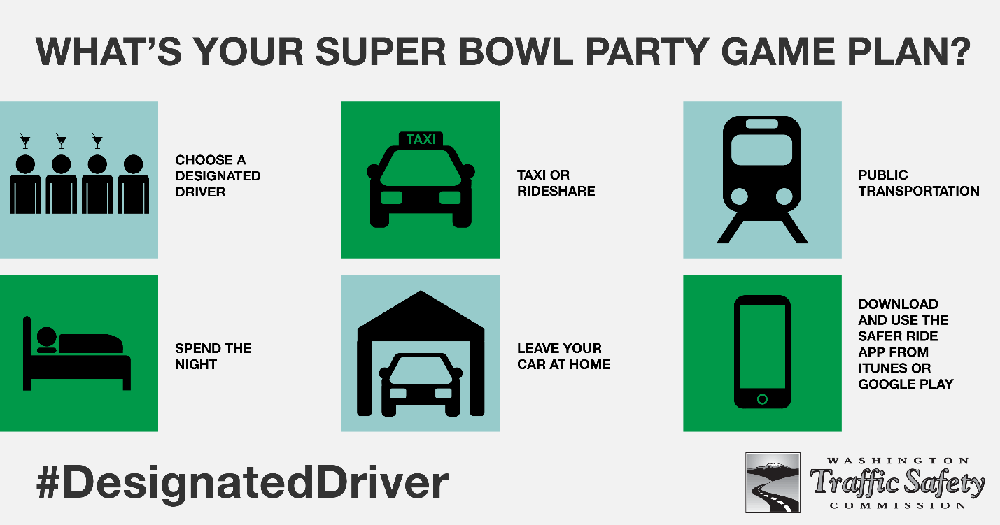 WHAT'S YOUR SUPER BOWL PARTY GAME PLAN?
CHOOSE A
DESIGNATED
DRIVER
TAXI
TAXI OR
RIDESHARE
PUBLIC
TRANSPORTATION
SPEND THE
NIGHT
LEAVE YOUR
CAR AT HOME
DOWNLOAD
AND USE THE
SAFER RIDE
APP FROM
ITUNES OR
GOOGLE PLAY
#DesignatedDriver
WASHINGTON
Traffic Safety
COMMISSION